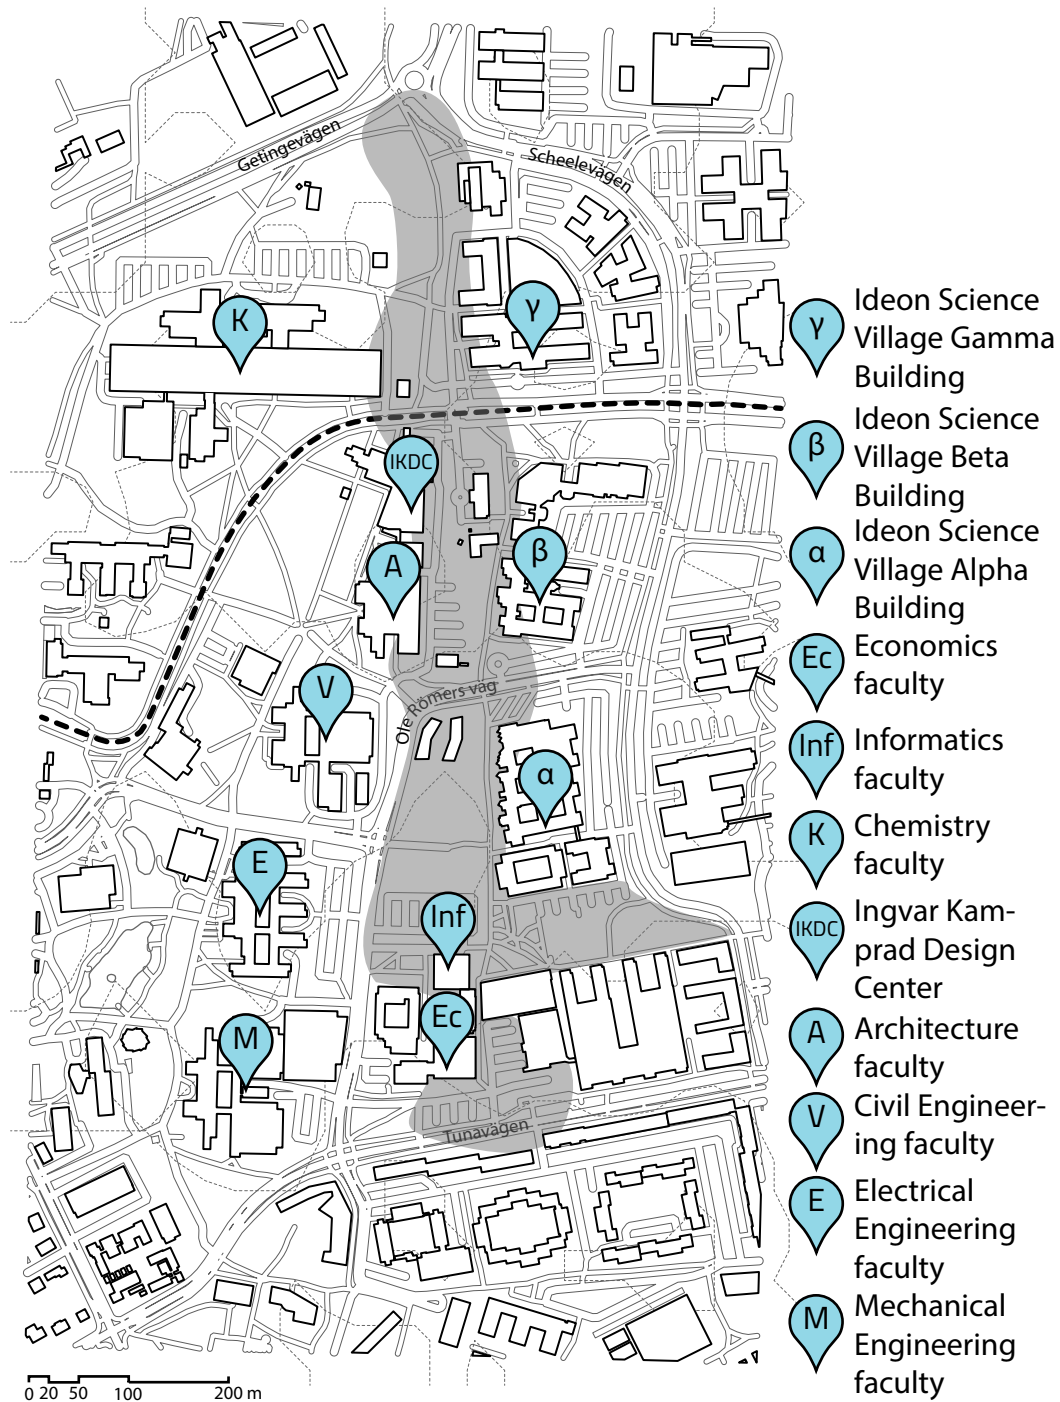 Getingevägen
Scheelevägen
K
γ
IKDC
A
β
V
Ole Römers väg
α
E
Inf
Ec
M
Tunavägen
0 20 50 100 200 m
γ
Ideon Science
Village Gamma
Building
β
Ideon Science
Village Beta
Building
α
Ideon Science
Village Alpha
Building
Ec
Economics
faculty
Inf
Informatics
faculty
K
Chemistry
faculty
IKDC
Ingvar Kam-
prad Design
Center
A
Architecture
faculty
V
Civil Engineer-
ing faculty
E
Electrical
Engineering
faculty
M
Mechanical
Engineering
faculty